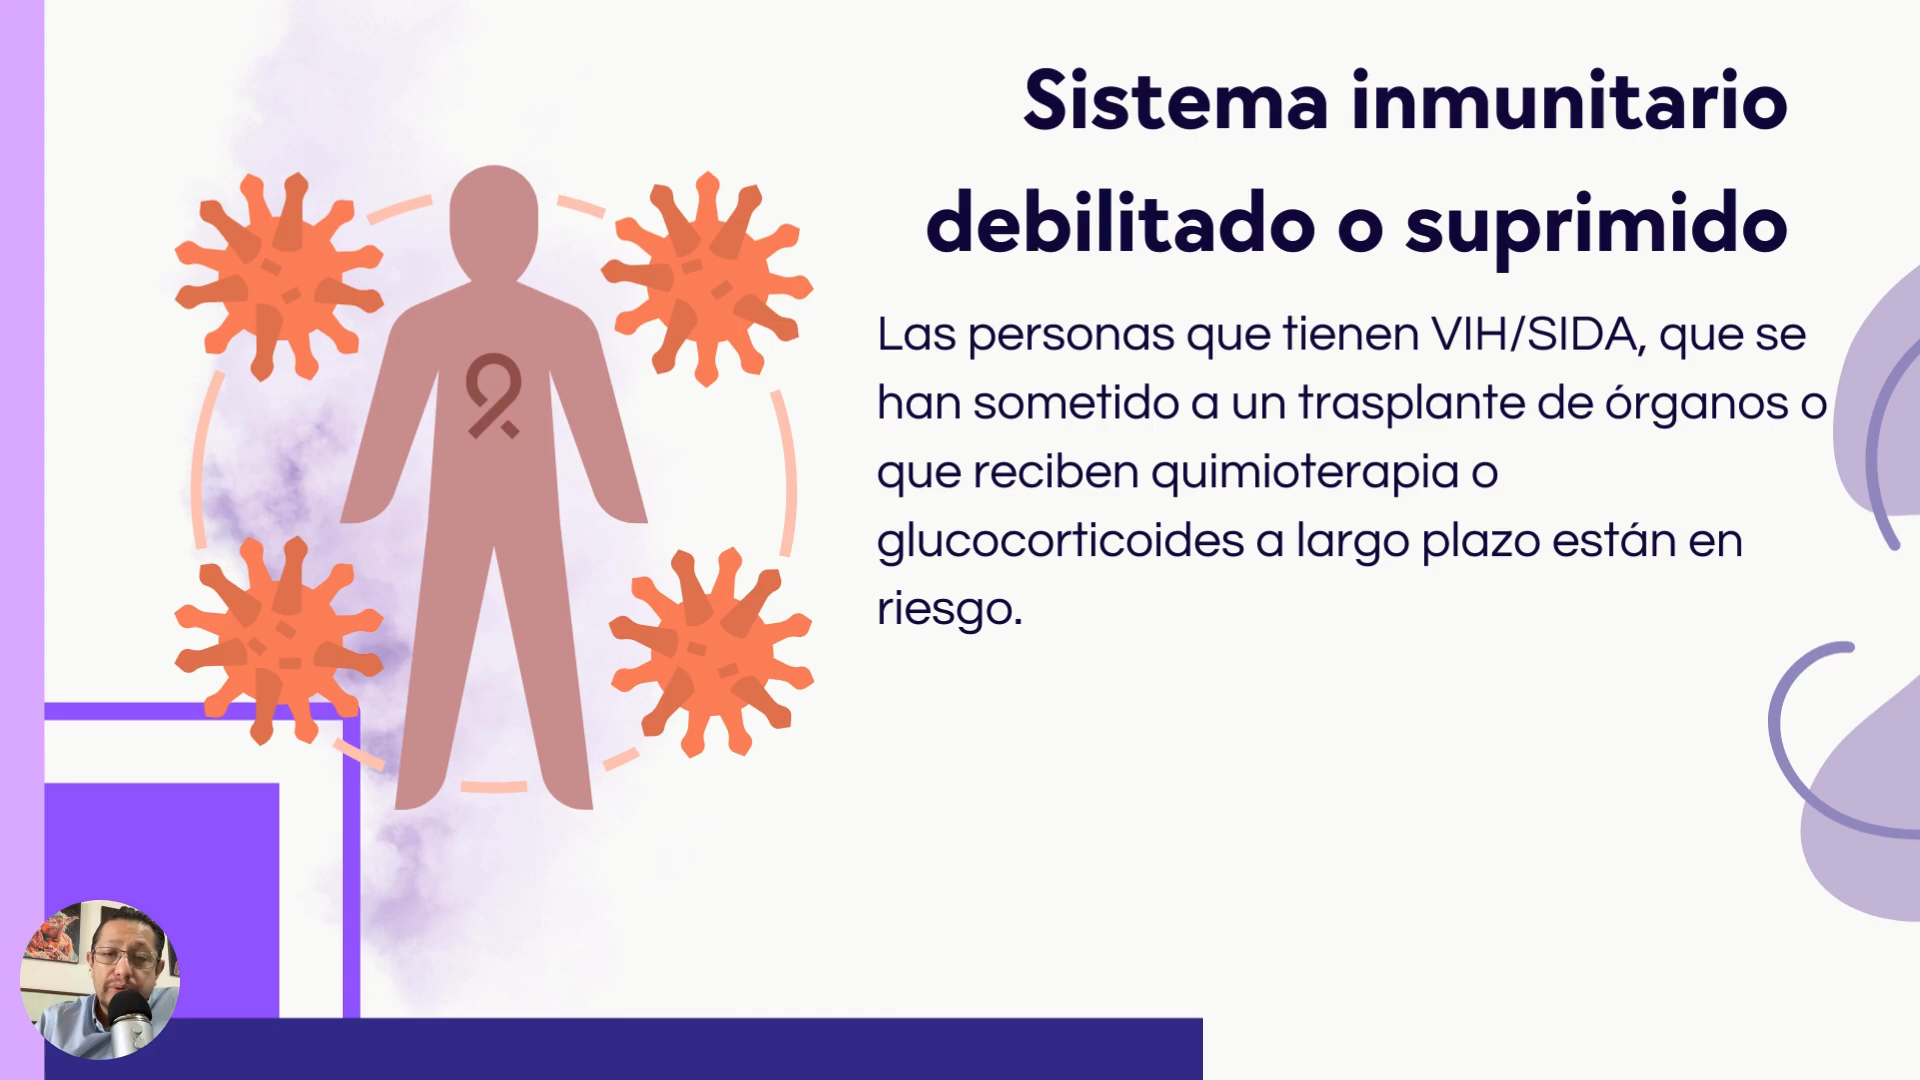 Sistema inmunitario
debilitado o suprimido
Las personas que tienen VIH/SIDA, que se
han sometido a un trasplante de órganos o
que reciben quimioterapia o
glucocorticoides a largo plazo están en
riesgo.